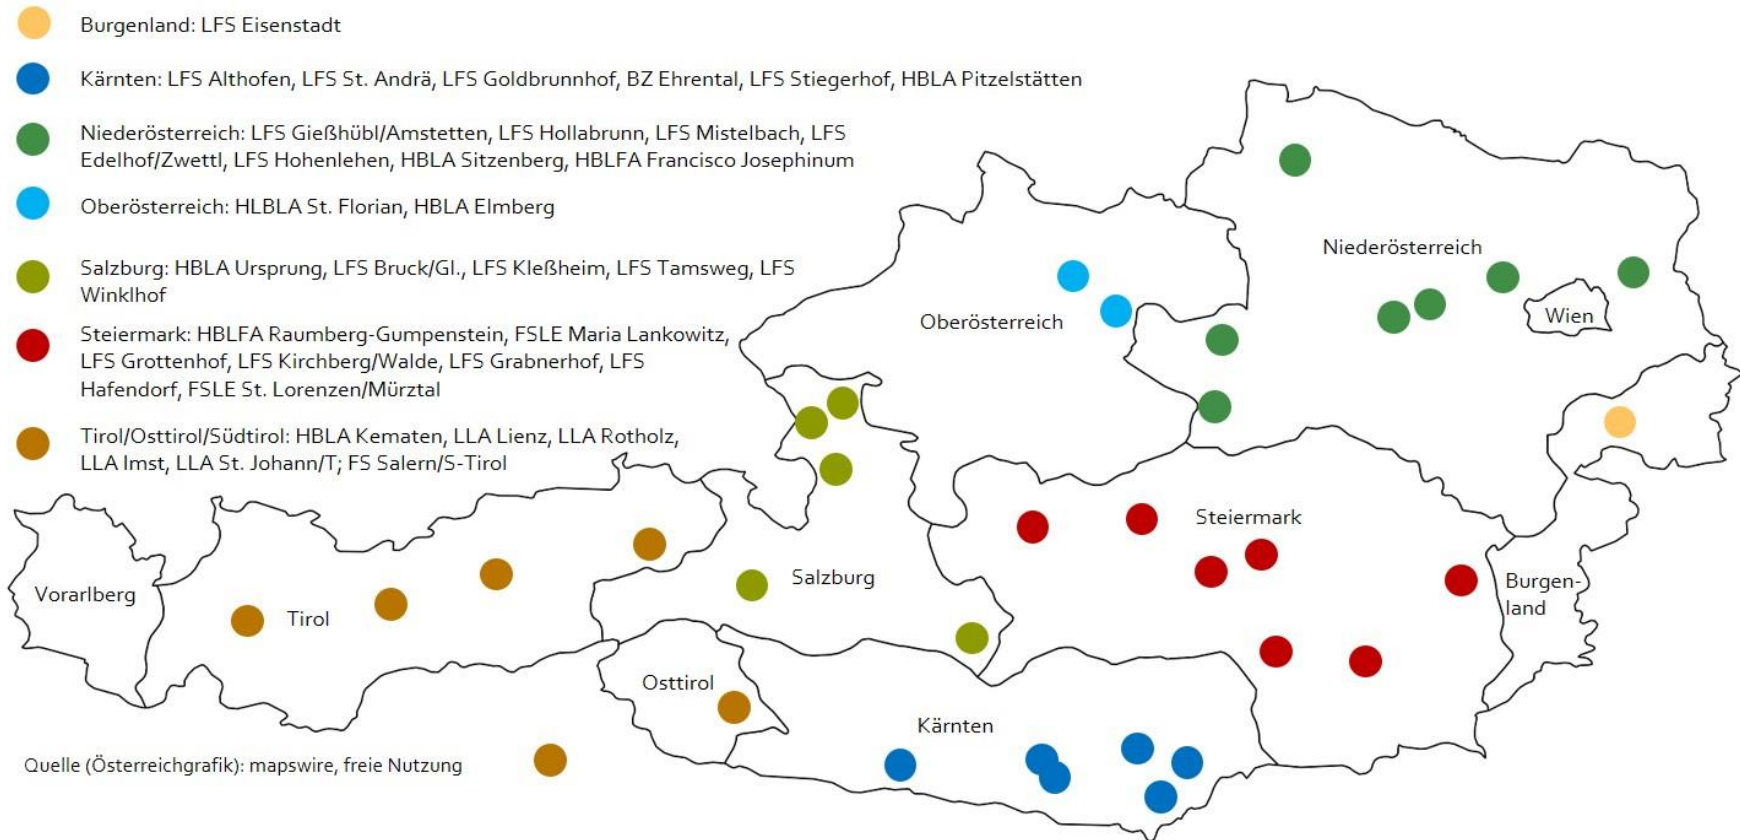 Burgenland: LFS Eisenstadt
Kärnten: LFS Althofen, LFS St. Andrä, LFS Goldbrunnhof, BZ Ehrental, LFS Stiegerhof, HBLA Pitzelstätten
Niederösterreich: LFS Gießhübl/Amstetten, LFS Hollabrunn, LFS Mistelbach, LFS
Edelhof/Zwettl, LFS Hohenlehen, HBLA Sitzenberg, HBLFA Francisco Josephinum
Oberösterreich: HLBLA St. Florian, HBLA Elmberg
Salzburg: HBLA Ursprung, LFS Bruck/Gl., LFS Kleßheim, LFS Tamsweg, LFS
Winklhof
Steiermark: HBLFA Raumberg-Gumpenstein, FSLE Maria Lankowitz,
LFS Grottenhof, LFS Kirchberg/Walde, LFS Grabnerhof, LFS
Hafendorf, FSLE St. Lorenzen/Mürztal
Tirol/Osttirol/Südtirol: HBLA Kematen, LLA Lienz, LLA Rotholz,
LLA Imst, LLA St. Johann/T; FS Salern/S-Tirol
Niederösterreich
Wien
Oberösterreich
Steiermark
Burgen-
land
Salzburg
Vorarlberg
Tirol
Osttirol
Kärnten
Quelle (Österreichgrafik): mapswire, freie Nutzung